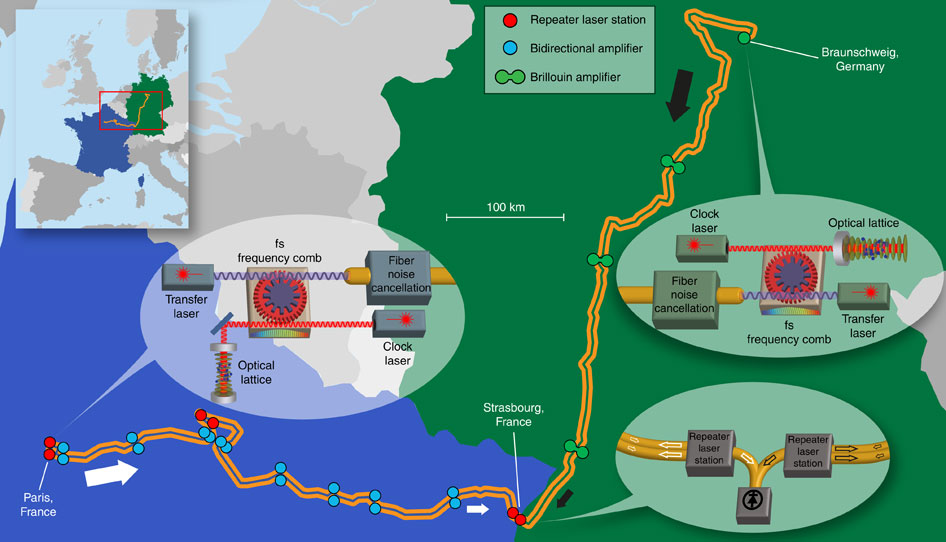 Repeater laser station
Bidirectional amplifier
Brillouin amplifier
Braunschweig,
Germany
100 km
fs
frequency comb
Transfer
laser
Fiber
noise
cancellation
Clock
laser
Optical
lattice
Clock
laser
Optical lattice
Fiber
noise
cancellation
fs
frequency comb
Transfer
laser
Strasbourg,
France
Paris,
France
Repeater
laser
station
Repeater
laser
station